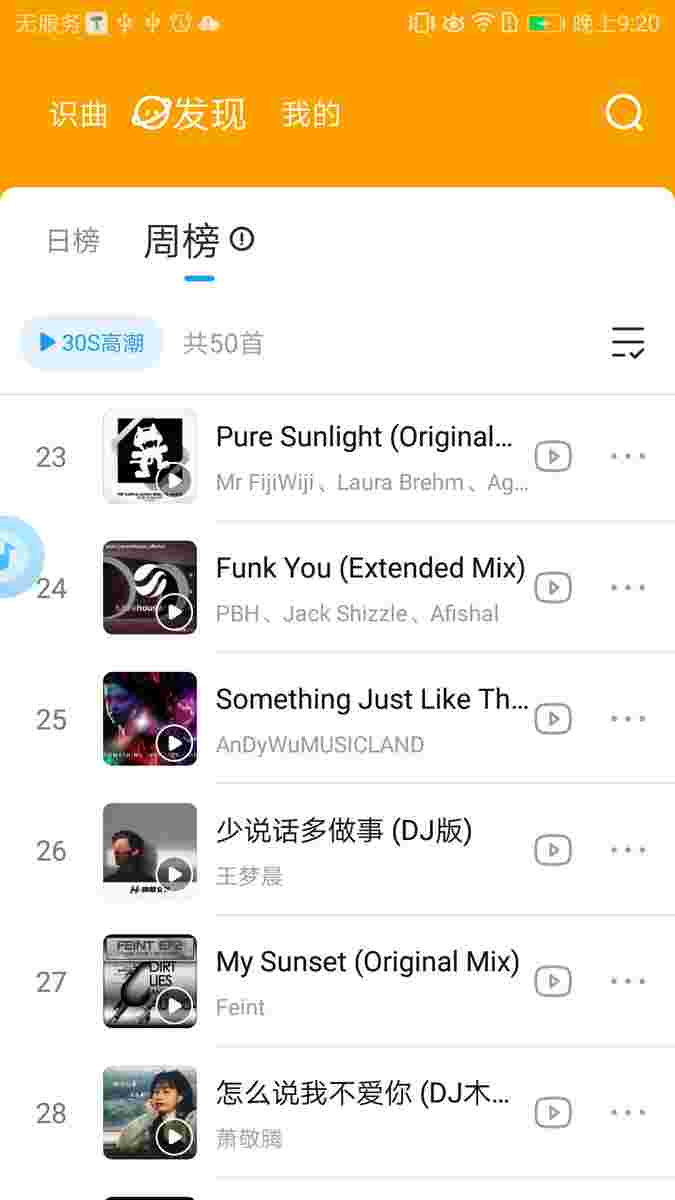 无服务 晚上9:20
识曲 发现 我的
日榜 周榜
30S高潮 共50首
23
Pure Sunlight (Original...
Mr FijiWiji、Laura Brehm、Ag...
24
Funk You (Extended Mix)
PBH、Jack Shizzle、Afishal
25
Something Just Like Th...
AnDyWuMUSICLAND
26
少说话多做事 (DJ版)
王梦晨
27
FEINT EP2
DIRT
LIES
My Sunset (Original Mix)
Feint
28
怎么说我不爱你 (DJ木...
萧敬腾